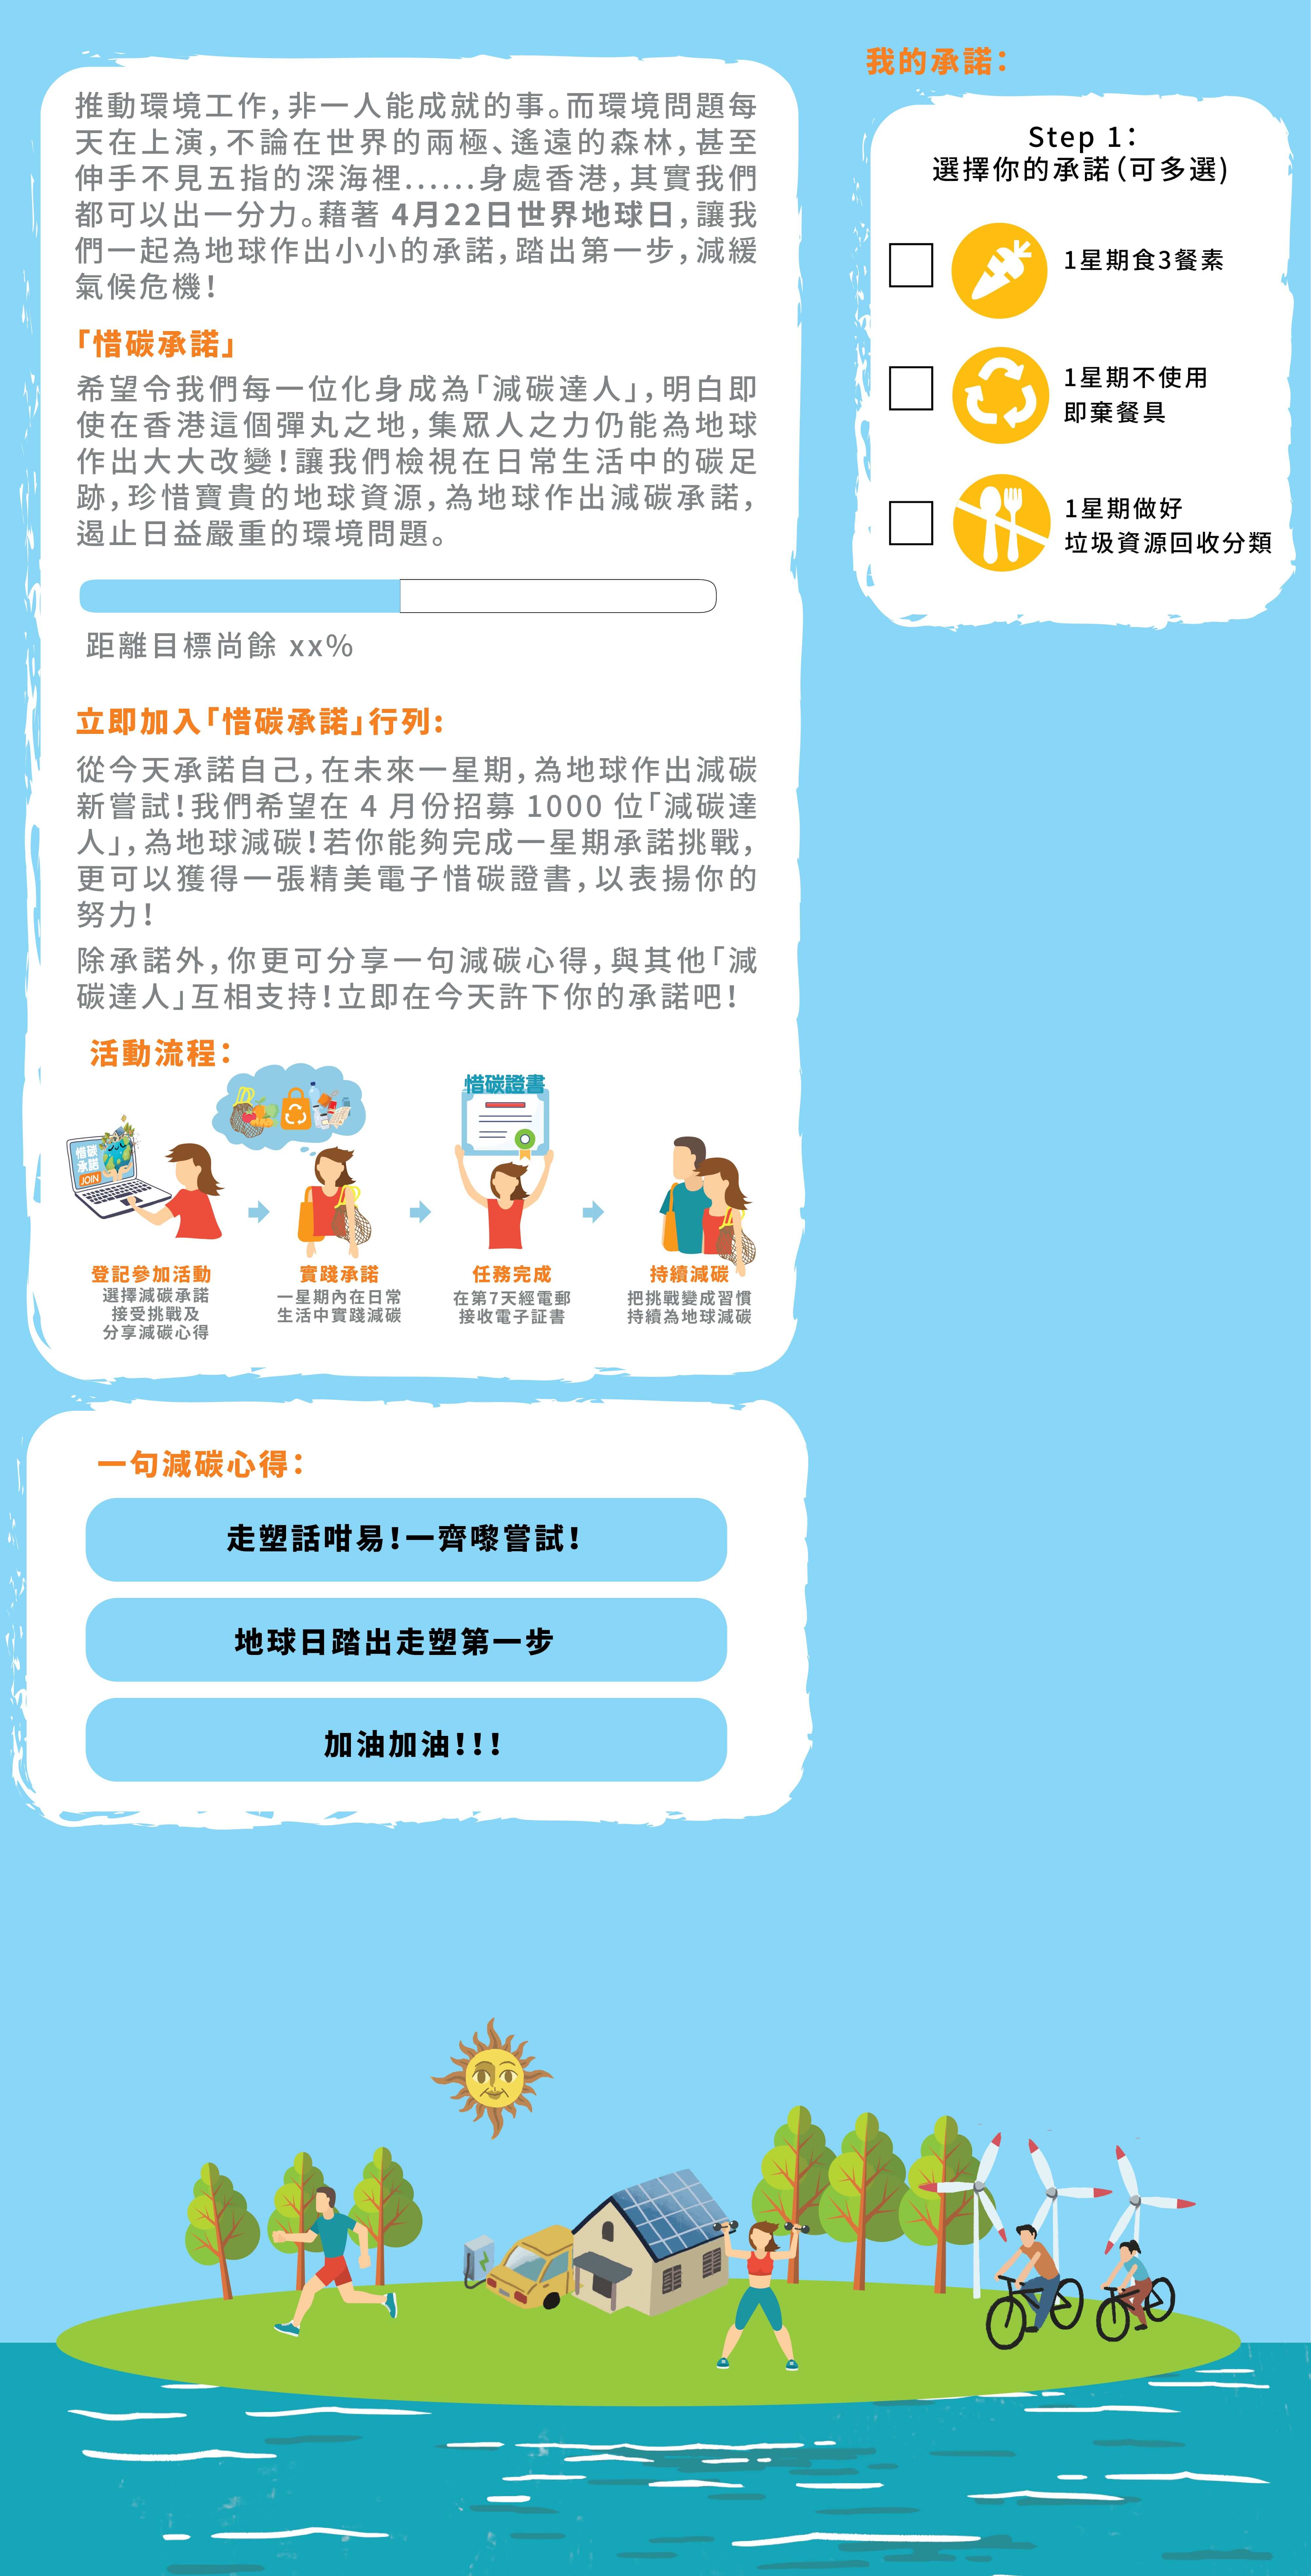 推動環境工作，非一人能成就的事。而環境問題每
天在上演，不論在世界的兩極、遙遠的森林，甚至
伸手不見五指的深海裡......身處香港，其實我們
都可以出一分力。藉著 4月22日世界地球日，讓我
們一起為地球作出小小的承諾，踏出第一步，減緩
氣候危機！
「惜碳承諾」
希望令我們每一位化身成為「減碳達人」，明白即
使在香港這個彈丸之地，集眾人之力仍能為地球
作出大大改變！讓我們檢視在日常生活中的碳足
跡，珍惜寶貴的地球資源，為地球作出減碳承諾，
遏止日益嚴重的環境問題。
距離目標尚餘 xx%
立即加入「惜碳承諾」行列：
從今天承諾自己，在未來一星期，為地球作出減碳
新嘗試！我們希望在 4 月份招募 1000 位「減碳達
人」，為地球減碳！若你能夠完成一星期承諾挑戰，
更可以獲得一張精美電子惜碳證書，以表揚你的
努力！
除承諾外，你更可分享一句減碳心得，與其他「減
碳達人」互相支持！立即在今天許下你的承諾吧！
活動流程：
惜碳
承諾
JOIN
惜碳證書
登記參加活動
選擇減碳承諾
接受挑戰及
分享減碳心得
實踐承諾
一星期內在日常
生活中實踐減碳
任務完成
在第7天經電郵
接收電子証書
持續減碳
把挑戰變成習慣
持續為地球減碳
一句減碳心得：
走塑話咁易！一齊嚟嘗試！
地球日踏出走塑第一步
加油加油！！！
我的承諾：
Step 1：
選擇你的承諾（可多選)
1星期食3餐素
1星期不使用
即棄餐具
1星期做好
垃圾資源回收分類